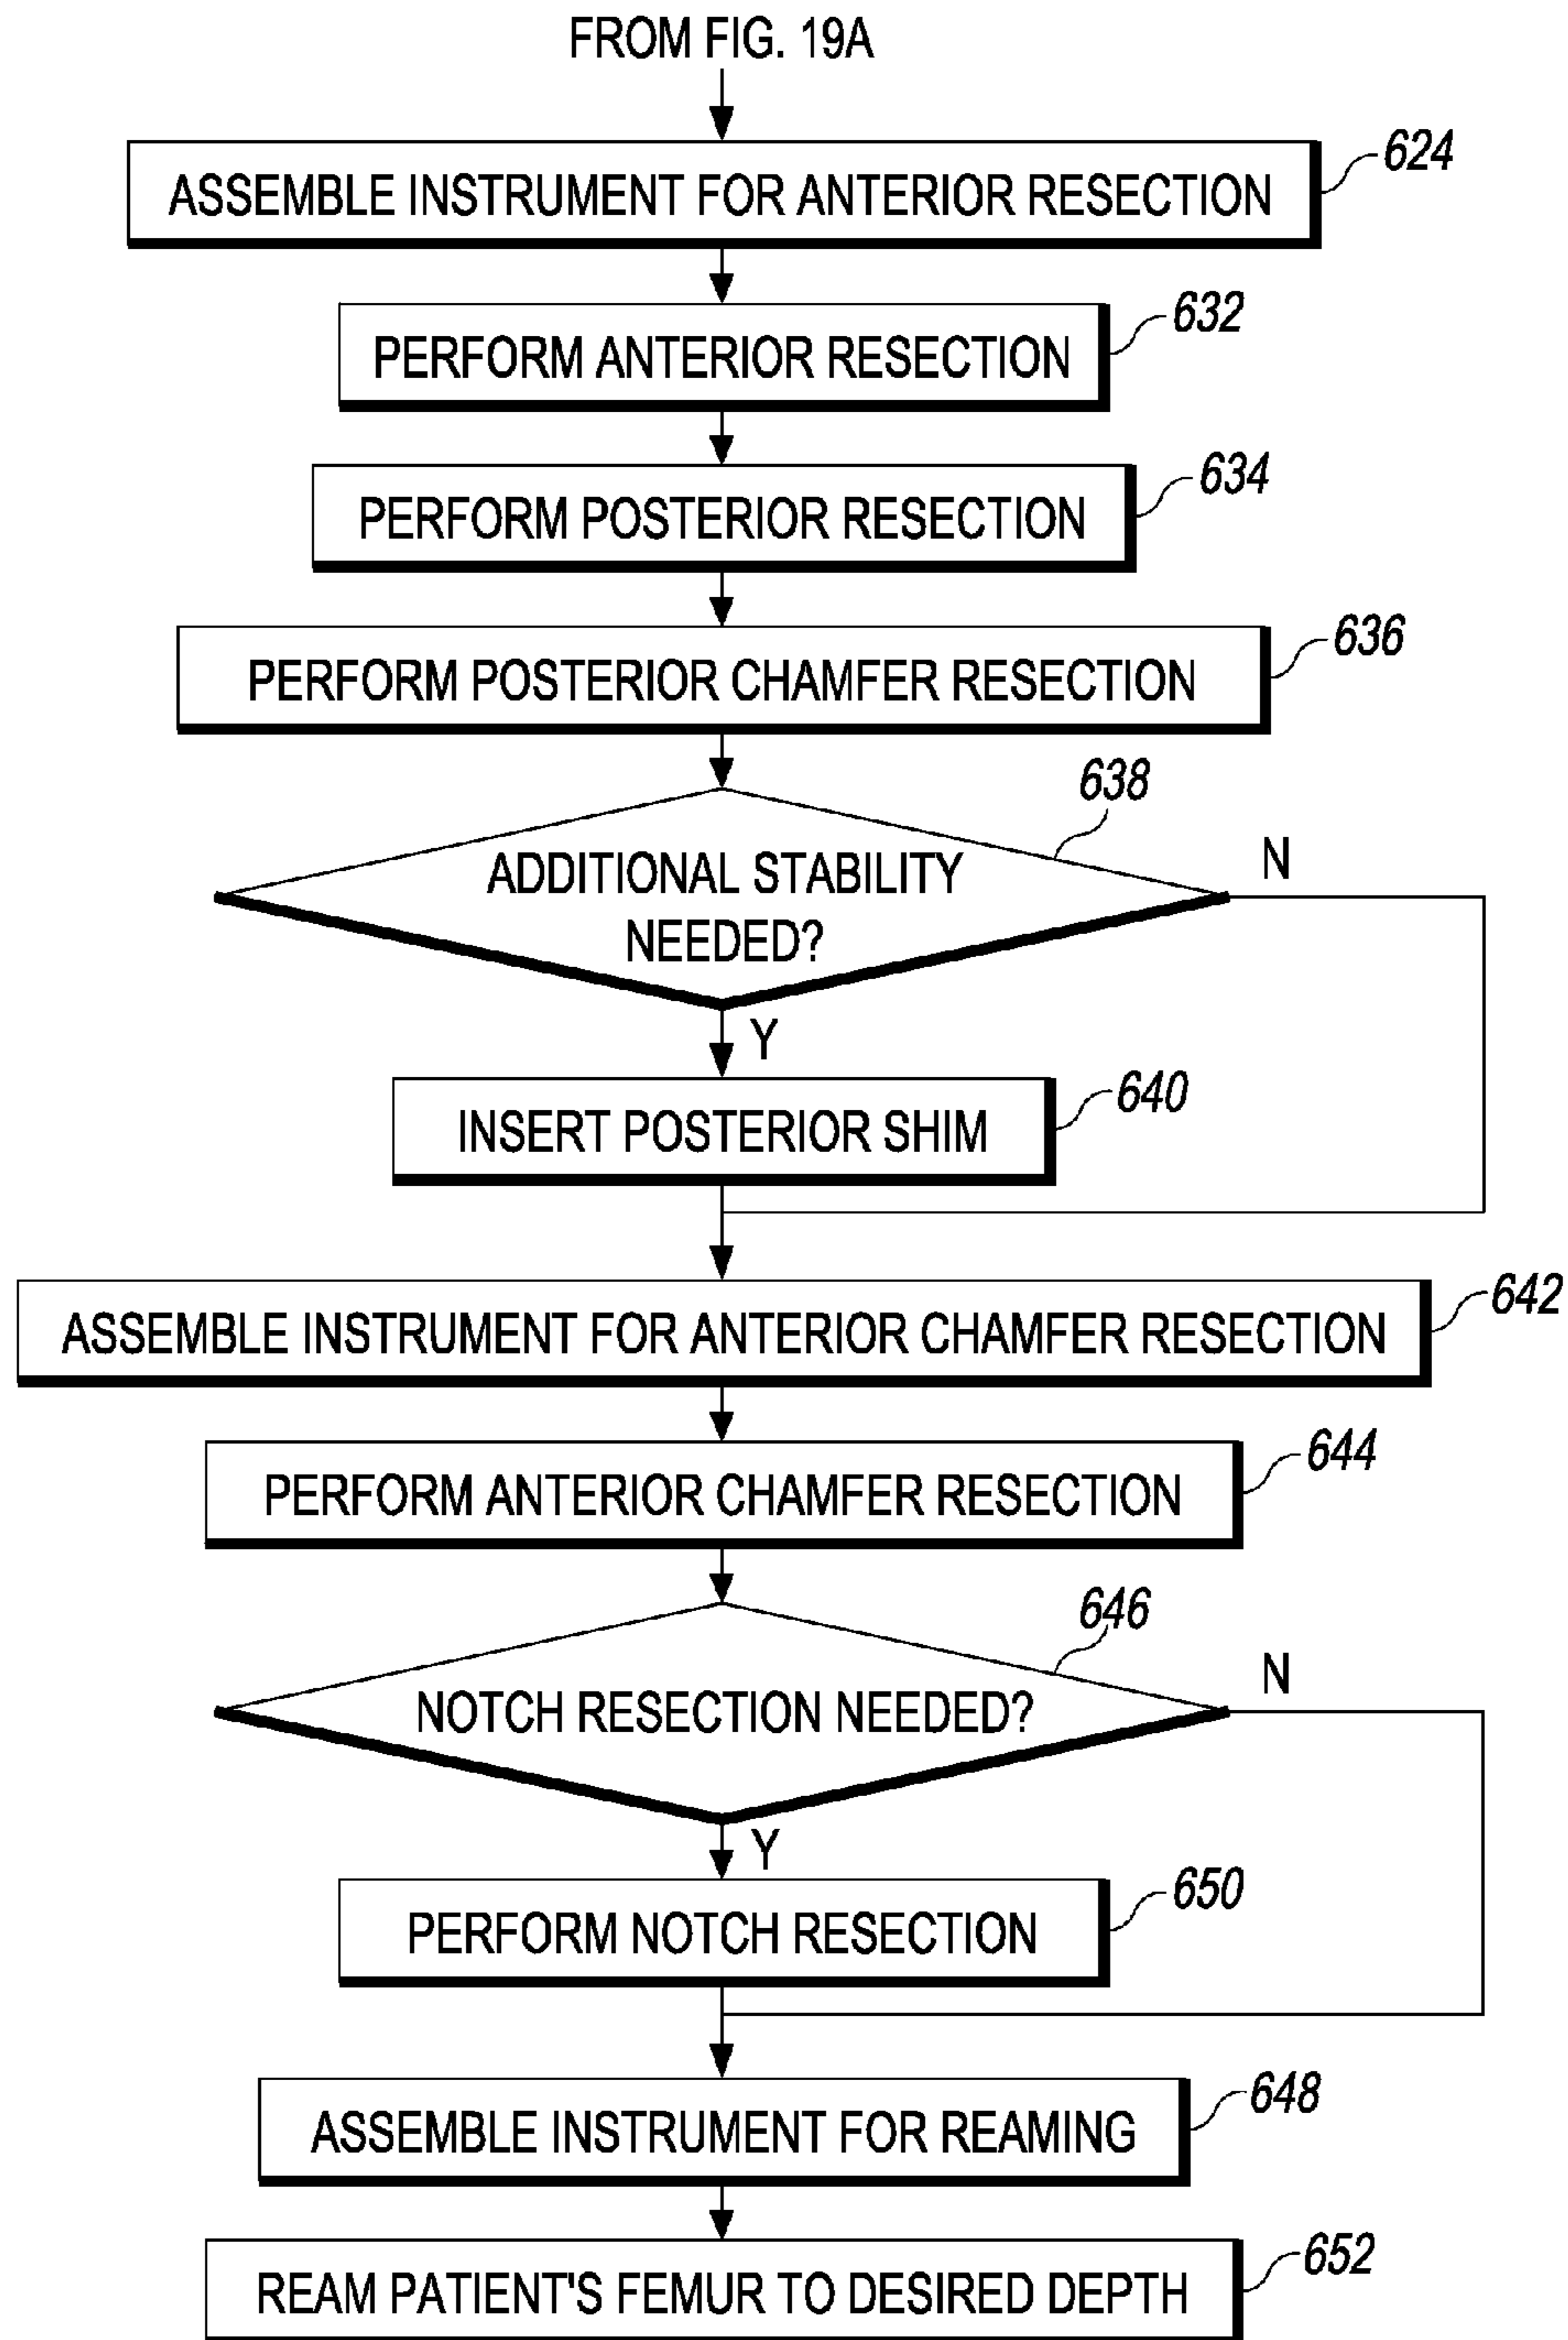 FROM FIG. 19A
624
ASSEMBLE INSTRUMENT FOR ANTERIOR RESECTION
632
PERFORM ANTERIOR RESECTION
634
PERFORM POSTERIOR RESECTION
636
PERFORM POSTERIOR CHAMFER RESECTION
638
ADDITIONAL STABILITY
NEEDED?
N
Y
640
INSERT POSTERIOR SHIM
642
ASSEMBLE INSTRUMENT FOR ANTERIOR CHAMFER RESECTION
644
PERFORM ANTERIOR CHAMFER RESECTION
646
NOTCH RESECTION NEEDED?
N
Y
650
PERFORM NOTCH RESECTION
648
ASSEMBLE INSTRUMENT FOR REAMING
652
REAM PATIENT'S FEMUR TO DESIRED DEPTH